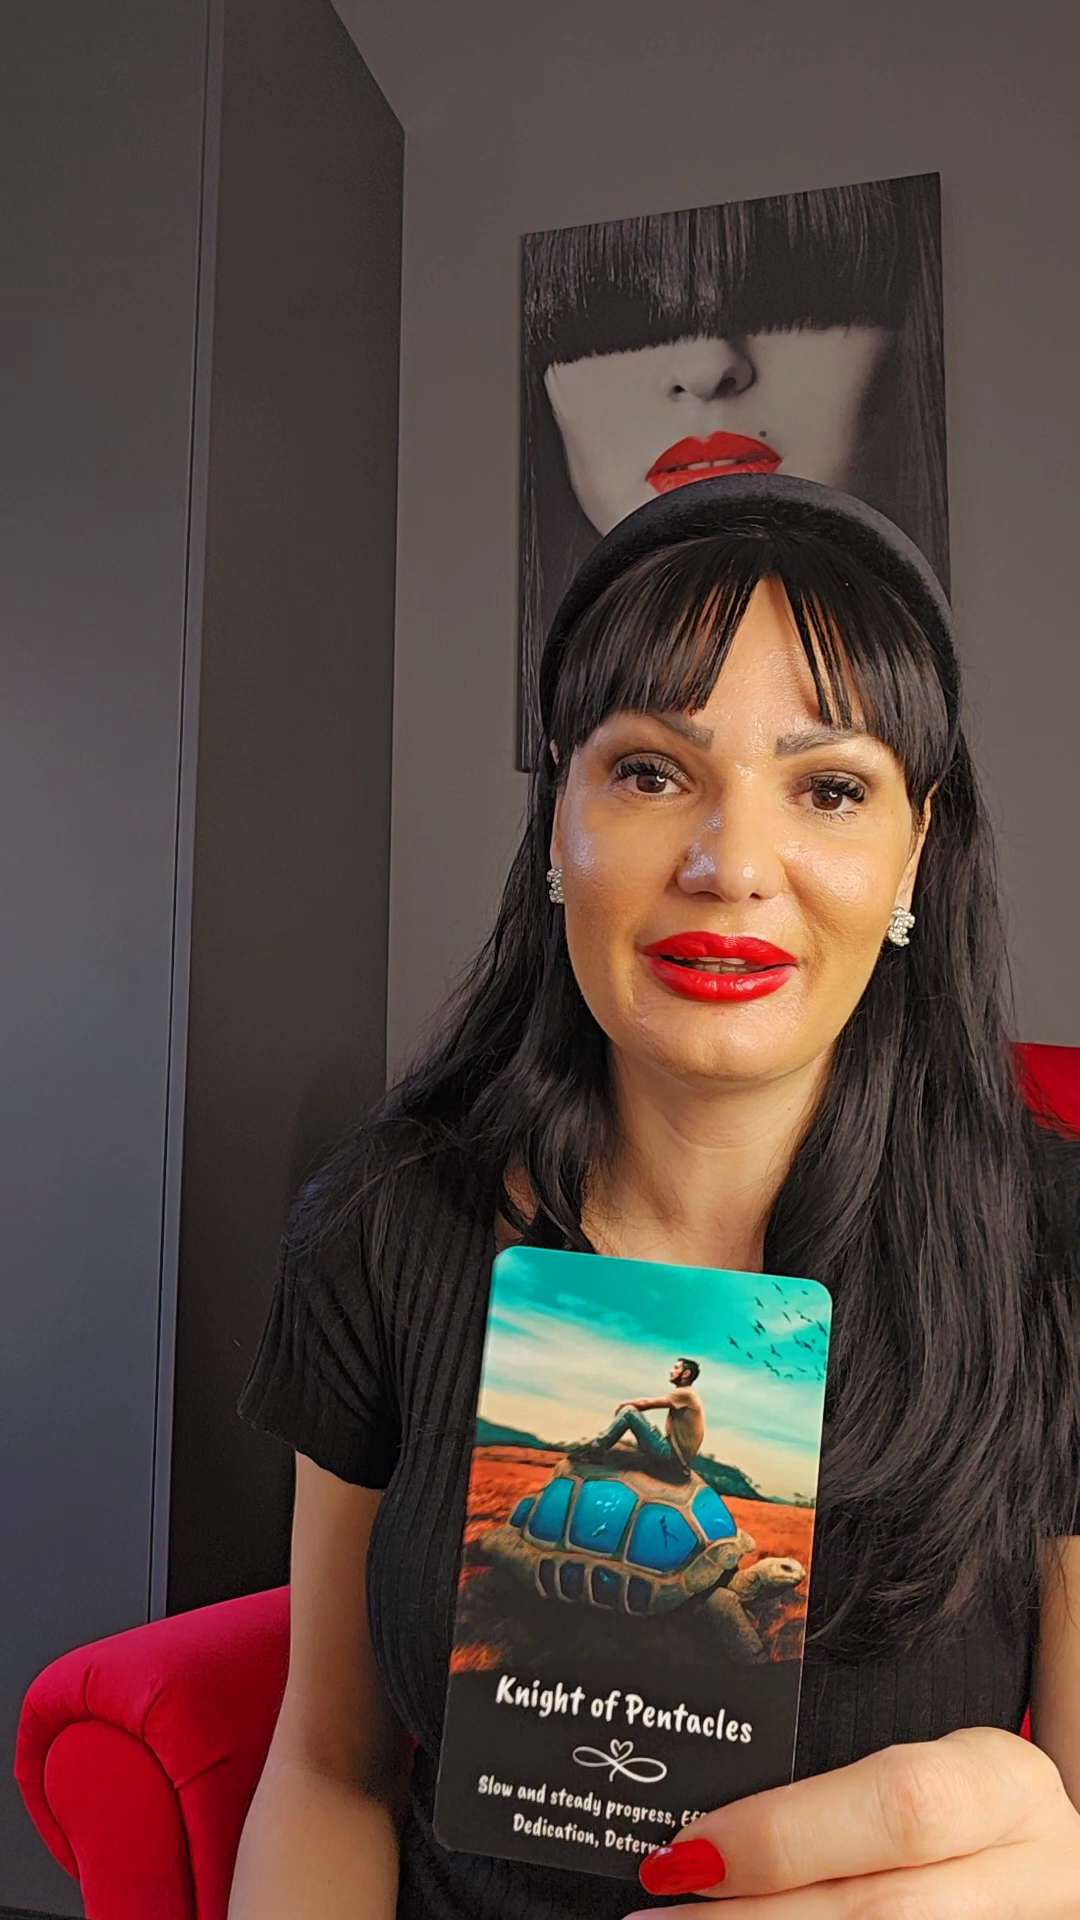 Knight of Pentacles
Slow and steady progress,
Dedication,